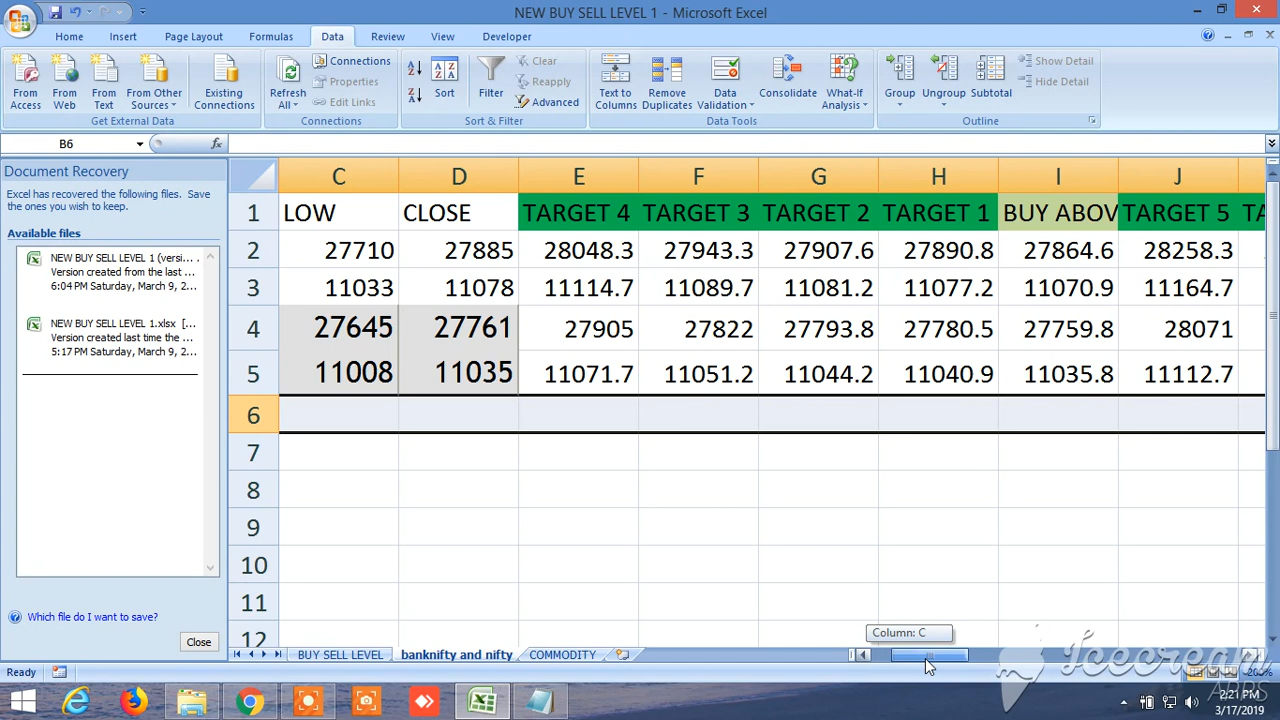 NEW BUY SELL LEVEL 1 - Microsoft Excel
Home Insert Page Layout Formulas Data Review View Developer
From Access
From Web
From Text
From Other Sources
Existing Connections
Get External Data
Refresh All
Connections
Properties
Edit Links
Connections
Sort
Filter
Clear
Reapply
Advanced
Sort & Filter
Text to Columns
Remove Duplicates
Data Validation
Consolidate
What-If Analysis
Data Tools
Group
Ungroup
Subtotal
Show Detail
Hide Detail
Outline
B6
fx
Document Recovery
Excel has recovered the following files. Save
the ones you wish to keep.
Available files
NEW BUY SELL LEVEL 1 (versi...
Version created from the last ...
6:04 PM Saturday, March 9, 2...
NEW BUY SELL LEVEL 1.xlsx [...
Version created last time the ...
5:17 PM Saturday, March 9, 2...
Which file do I want to save?
Close
C D E F G H I J
1 LOW CLOSE TARGET 4 TARGET 3 TARGET 2 TARGET 1 BUY ABOV TARGET 5 TA
2 27710 27885 28048.3 27943.3 27907.6 27890.8 27864.6 28258.3
3 11033 11078 11114.7 11089.7 11081.2 11077.2 11070.9 11164.7
4 27645 27761 27905 27822 27793.8 27780.5 27759.8 28071
5 11008 11035 11071.7 11051.2 11044.2 11040.9 11035.8 11112.7
6
7
8
9
10
11
12
Column: C
BUY SELL LEVEL banknifty and nifty COMMODITY
Ready
200%
Icecream
APPS
2:21 PM
3/17/2019